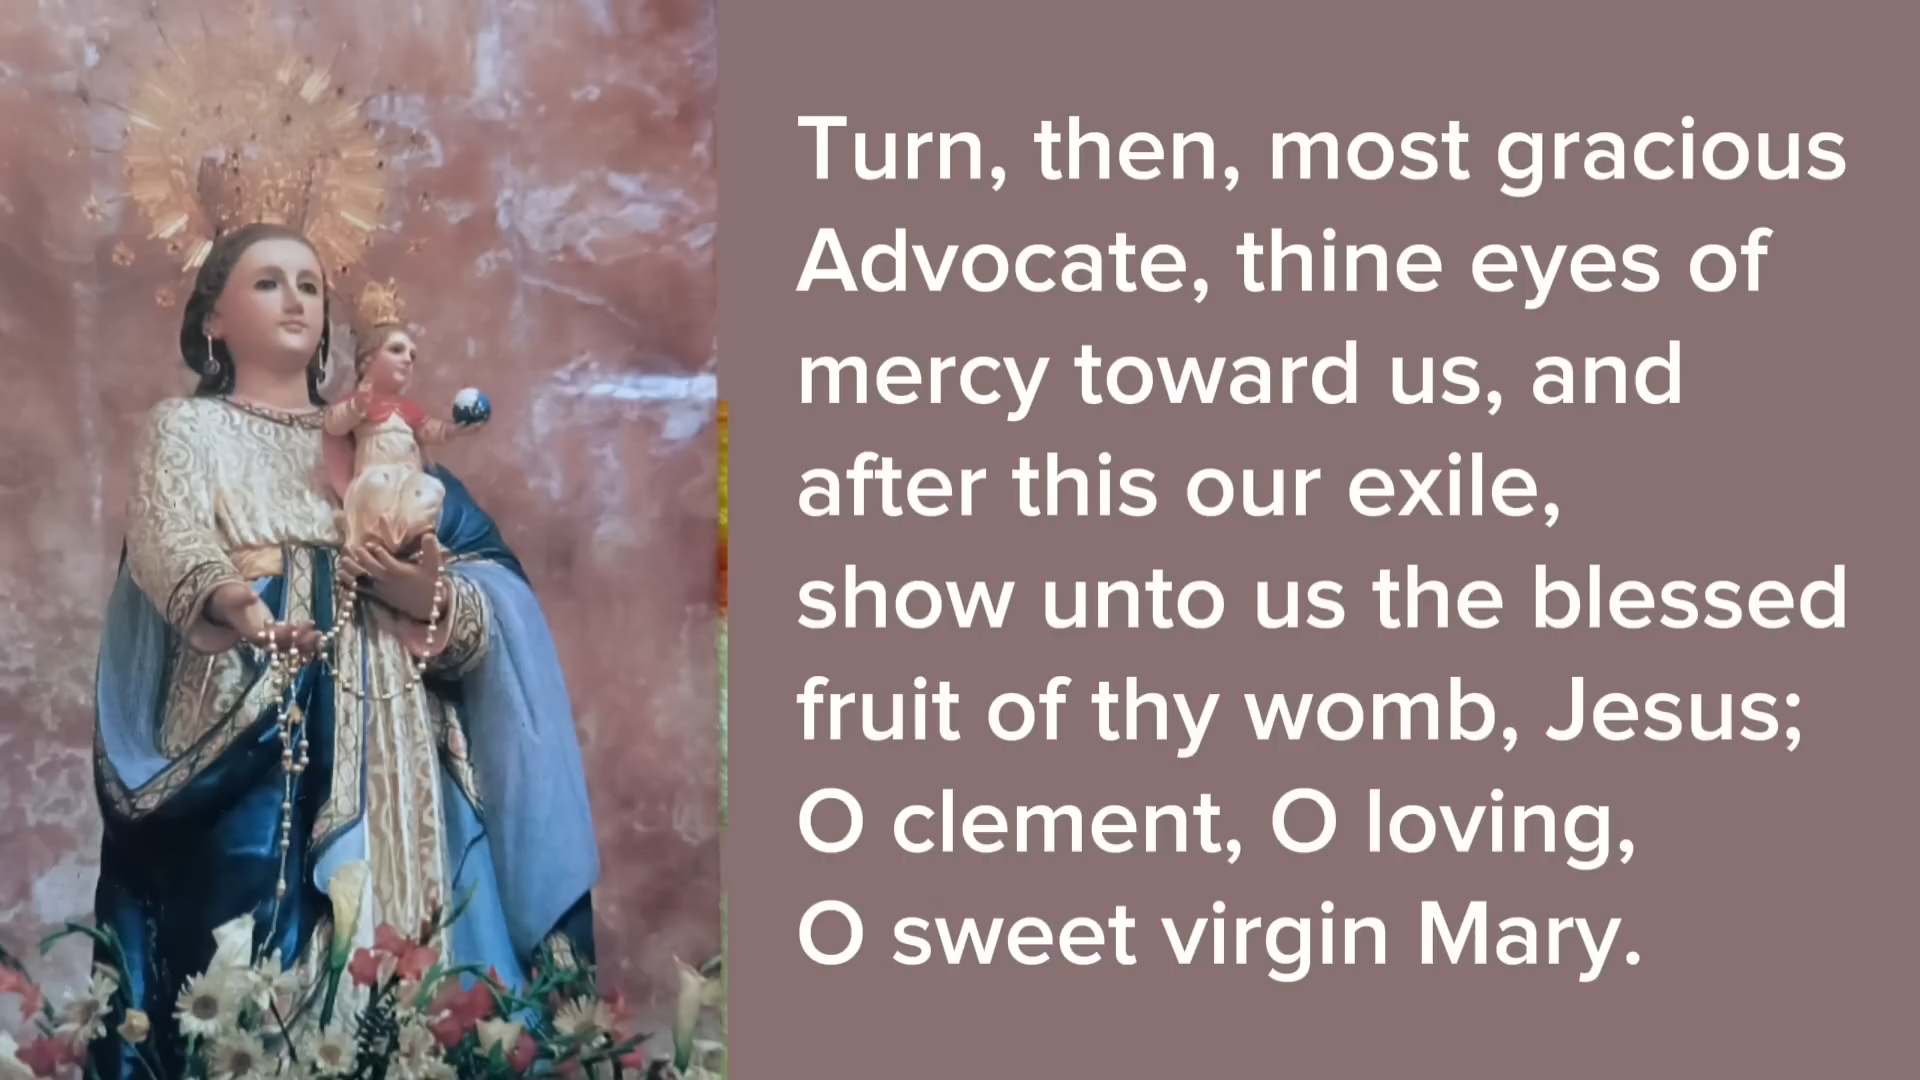 Turn, then, most gracious
Advocate, thine eyes of
mercy toward us, and
after this our exile,
show unto us the blessed
fruit of thy womb, Jesus;
O clement, O loving,
O sweet virgin Mary.